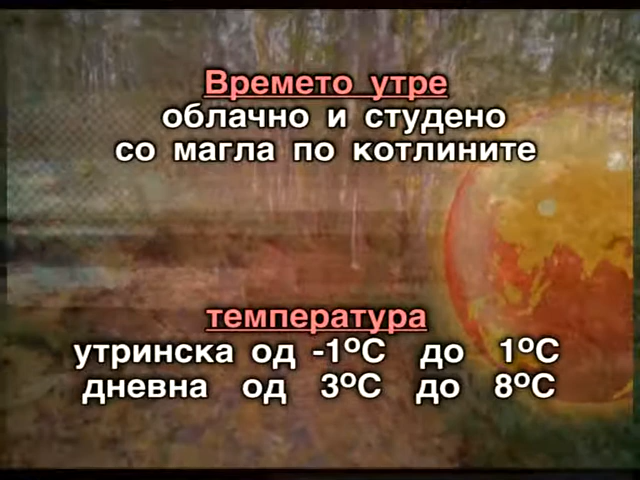 Времето утре
облачно и студено
со магла по котлините
температура
утринска од -1ºC до 1ºC
дневна од 3ºC до 8ºC